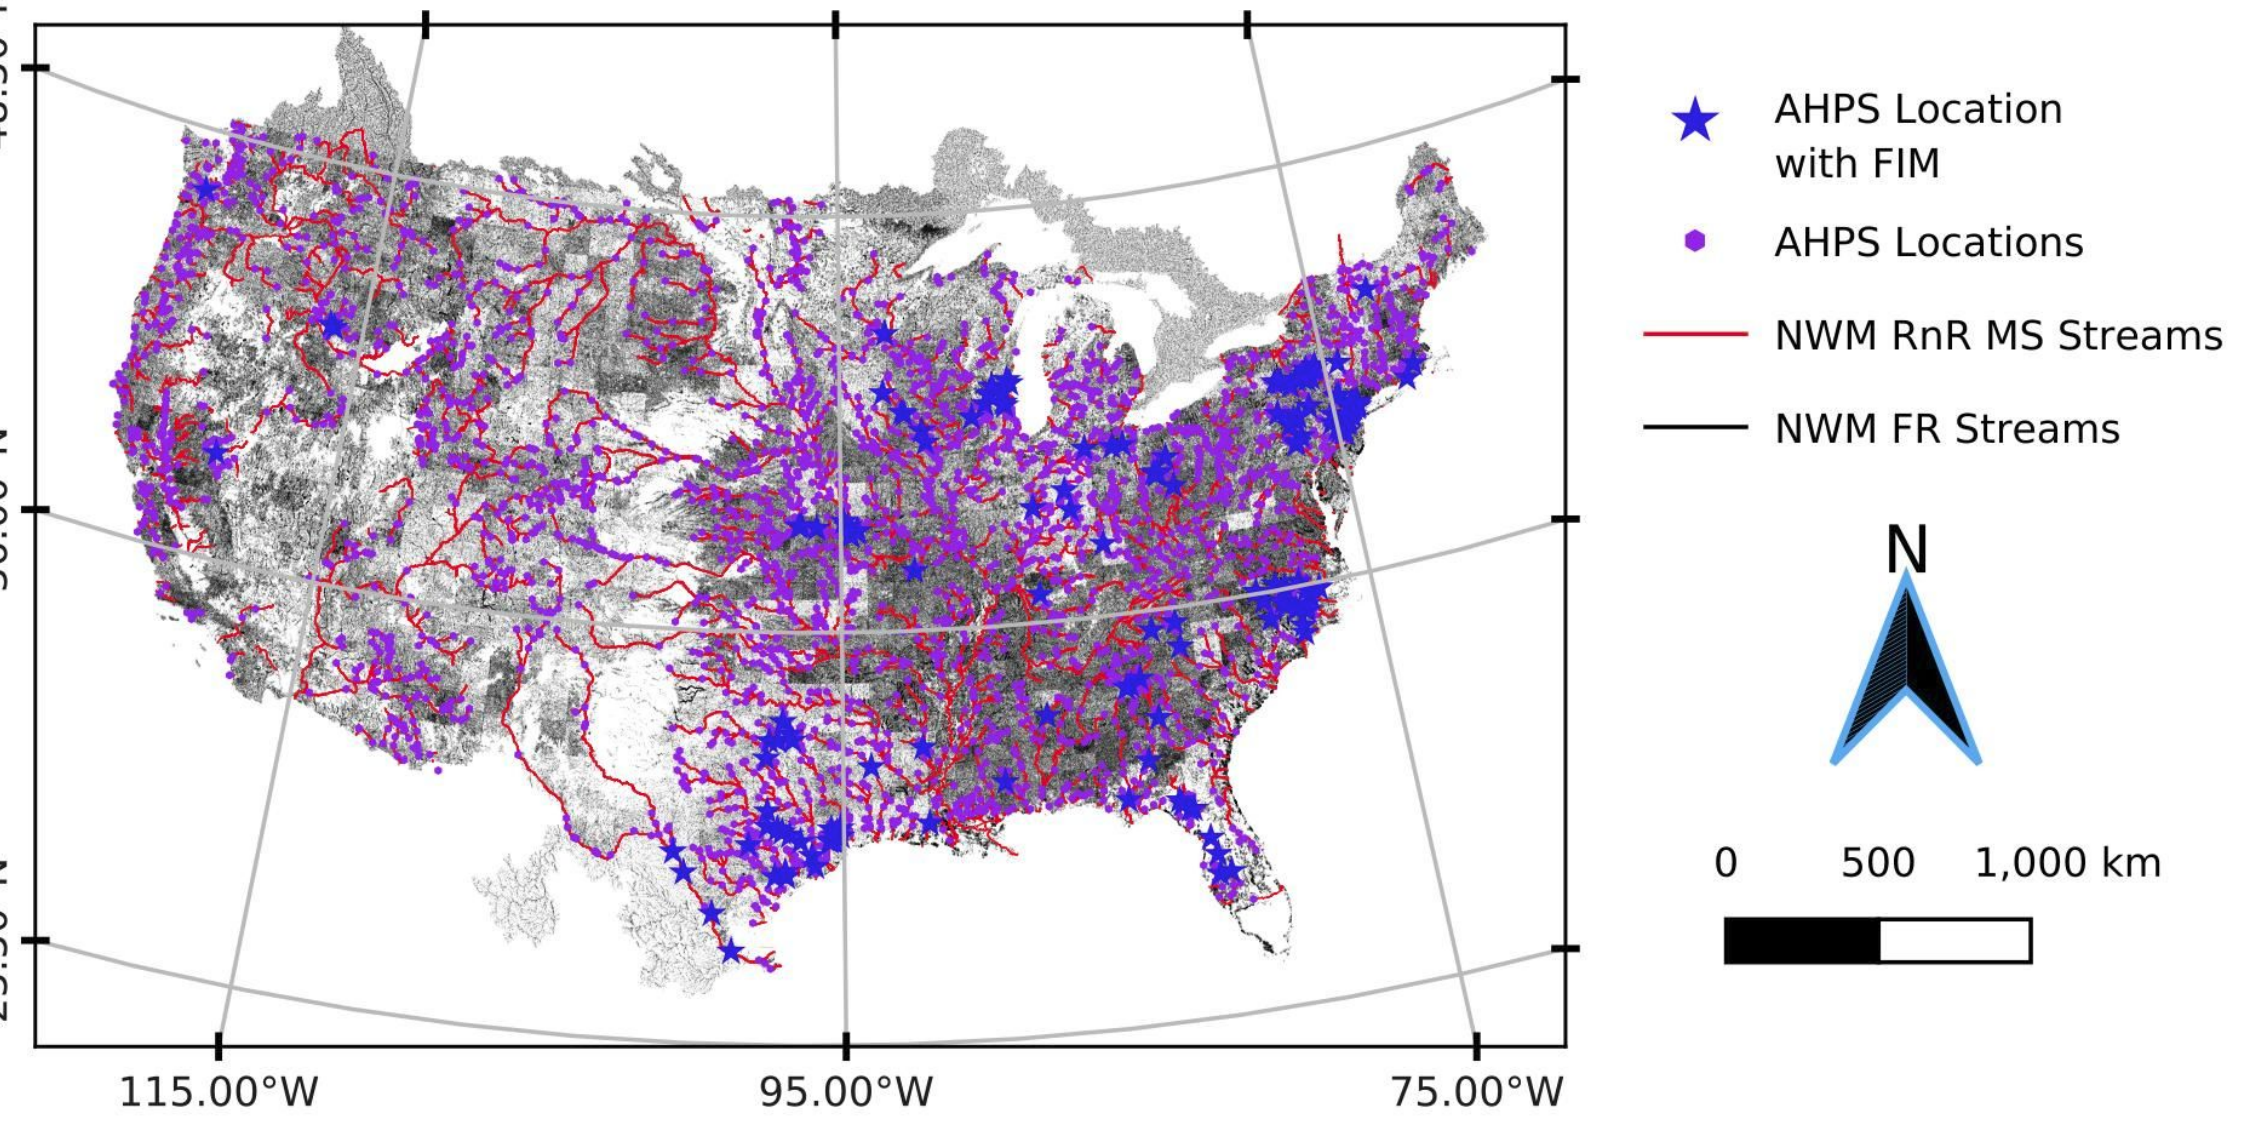 AHPS Location
with FIM
AHPS Locations
NWM RnR MS Streams
NWM FR Streams
N
0 500 1,000 km
115.00°W 95.00°W 75.00°W